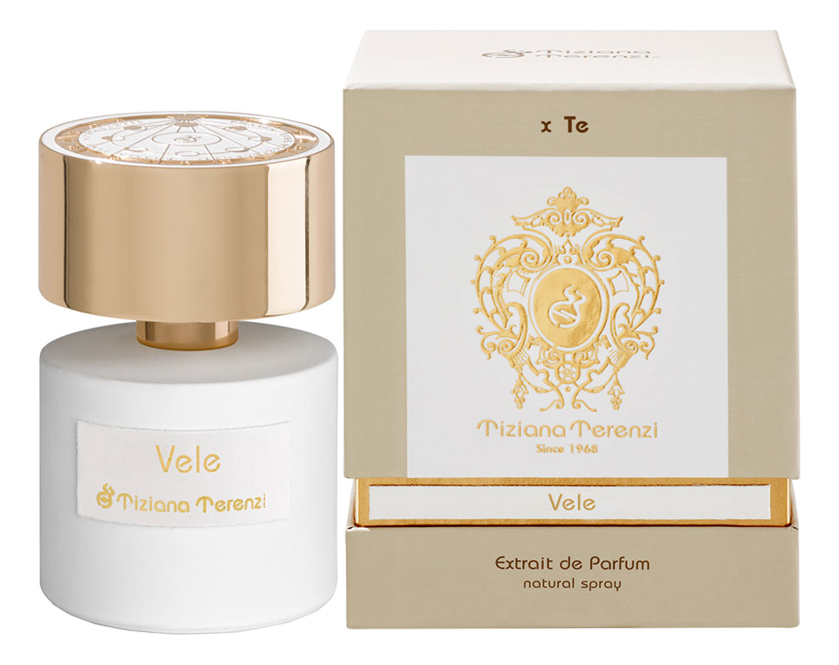 Vele
Tiziana Terenzi
Tiziana
Terenzi
x Te
Tiziana Terenzi
Since 1968
Vele
Extrait de Parfum
natural spray